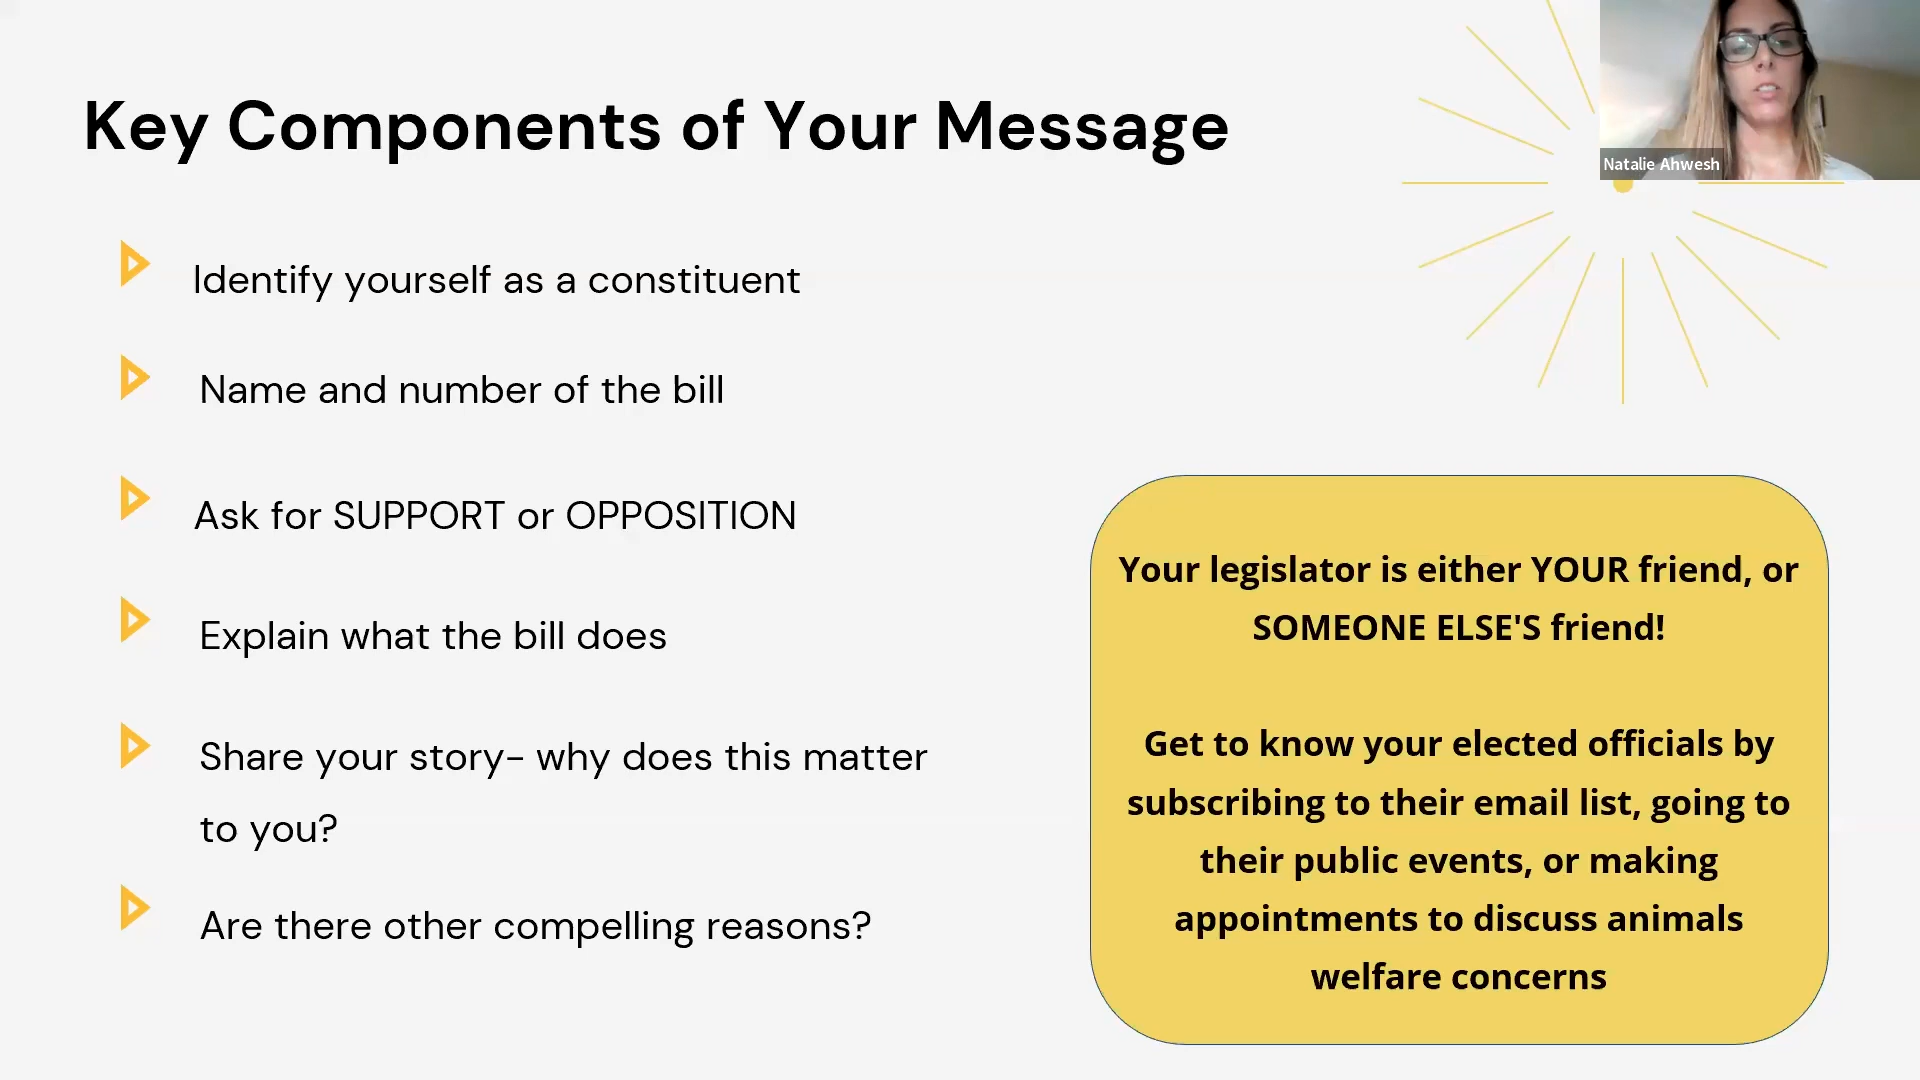 Key Components of Your Message
Natalie Ahwesh
Identify yourself as a constituent
Name and number of the bill
Ask for SUPPORT or OPPOSITION
Explain what the bill does
Share your story- why does this matter
to you?
Are there other compelling reasons?
Your legislator is either YOUR friend, or
SOMEONE ELSE'S friend!
Get to know your elected officials by
subscribing to their email list, going to
their public events, or making
appointments to discuss animals
welfare concerns